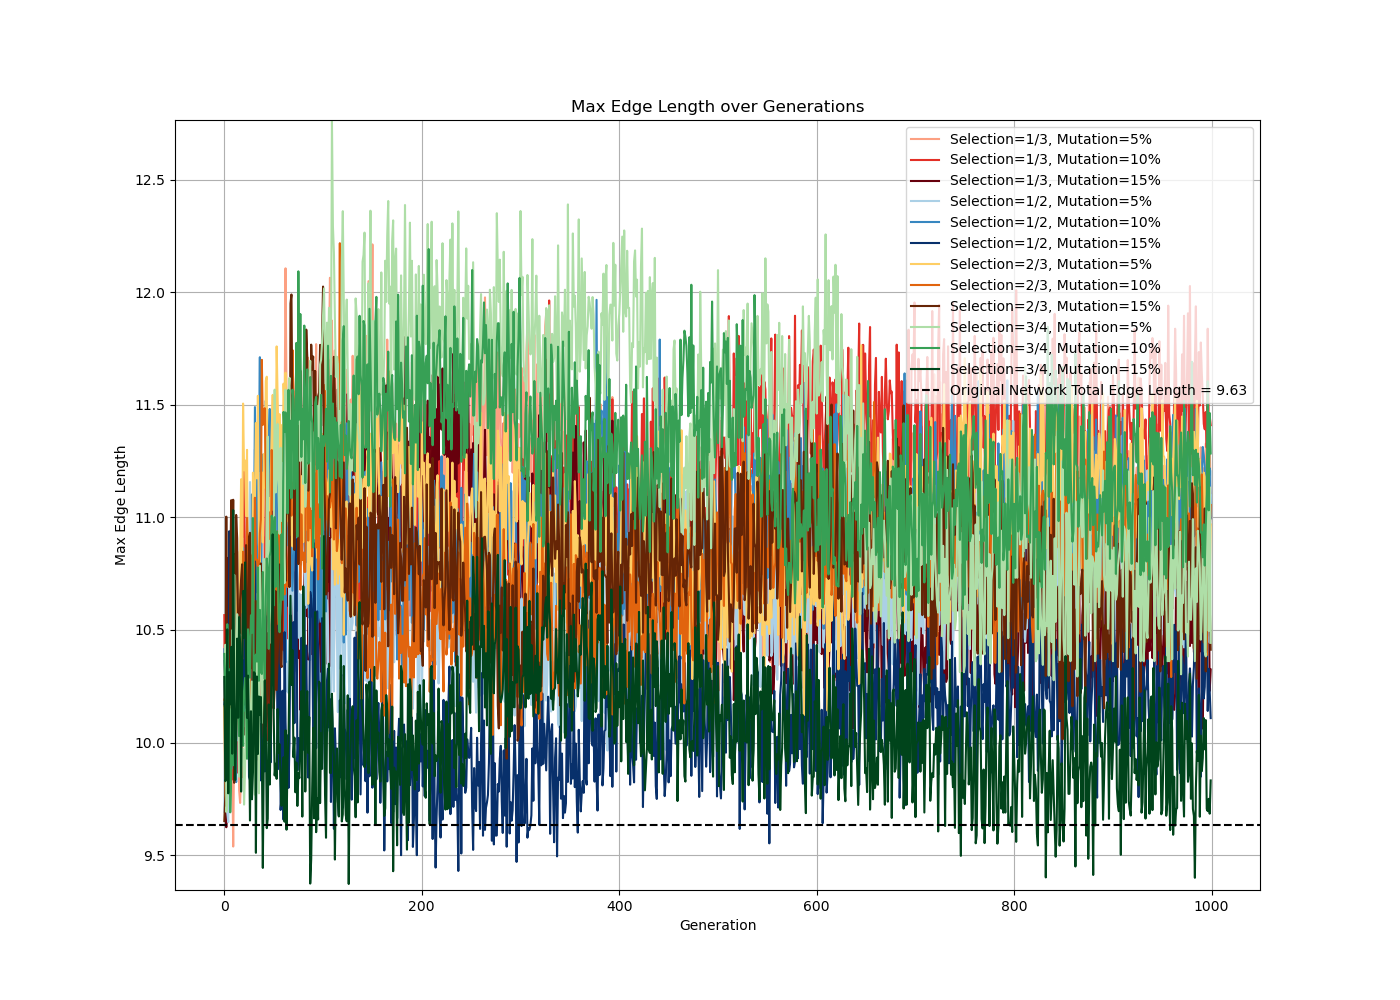 Max Edge Length over Generations
Max Edge Length
12.5
12.0
11.5
11.0
10.5
10.0
9.5
Selection=1/3, Mutation=5%
Selection=1/3, Mutation=10%
Selection=1/3, Mutation=15%
Selection=1/2, Mutation=5%
Selection=1/2, Mutation=10%
Selection=1/2, Mutation=15%
Selection=2/3, Mutation=5%
Selection=2/3, Mutation=10%
Selection=2/3, Mutation=15%
Selection=3/4, Mutation=5%
Selection=3/4, Mutation=10%
Selection=3/4, Mutation=15%
Original Network Total Edge Length = 9.63
0 200 400 600 800 1000
Generation